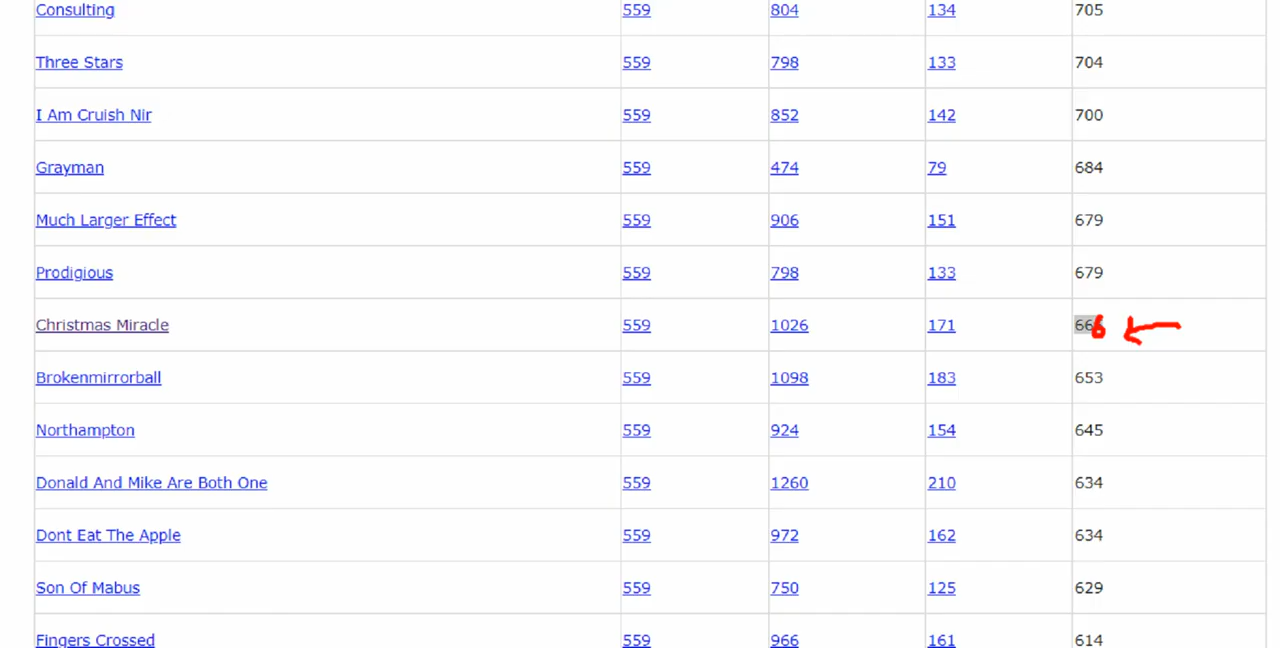 Consulting 559 804 134 705
Three Stars 559 798 133 704
I Am Cruish Nir 559 852 142 700
Grayman 559 474 79 684
Much Larger Effect 559 906 151 679
Prodigious 559 798 133 679
Christmas Miracle 559 1026 171 666
Brokenmirrorball 559 1098 183 653
Northampton 559 924 154 645
Donald And Mike Are Both One 559 1260 210 634
Dont Eat The Apple 559 972 162 634
Son Of Mabus 559 750 125 629
Fingers Crossed 559 966 161 614